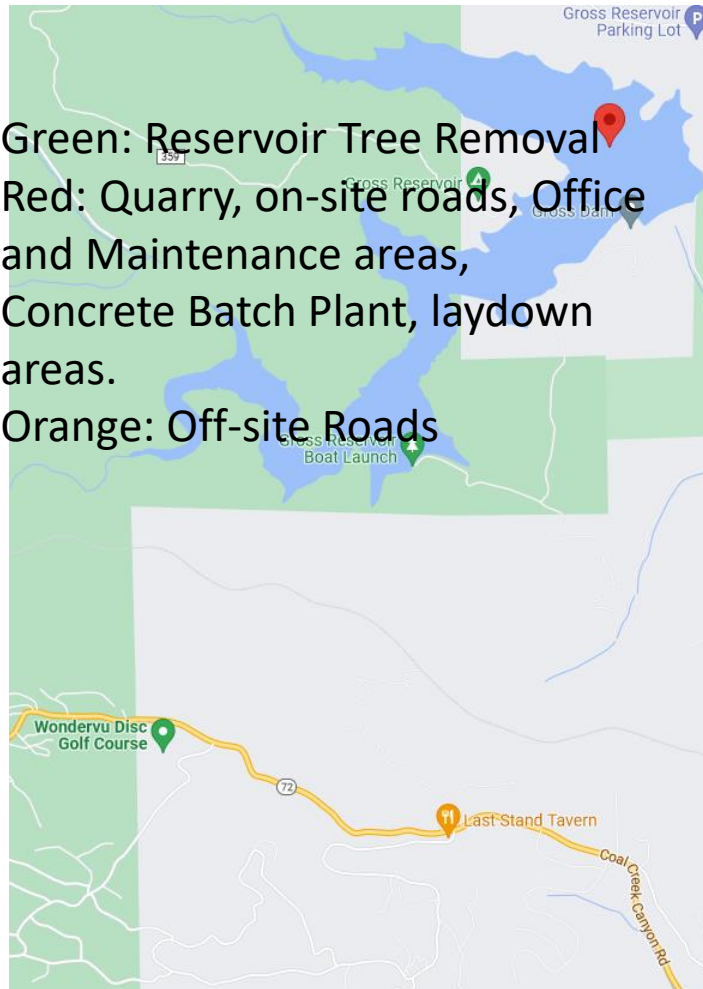 Gross Reservoir
Parking Lot
P
Green: Reservoir Tree Removal
359
Red: Quarry, on-site roads, Office
Gross Reservoir
Gross Dam
and Maintenance areas,
Concrete Batch Plant, laydown
areas.
Orange: Off-site Roads
Gross Reservoir
Boat Launch
Wondervu Disc
Golf Course
72
Last Stand Tavern
Coal Creek Canyon Rd